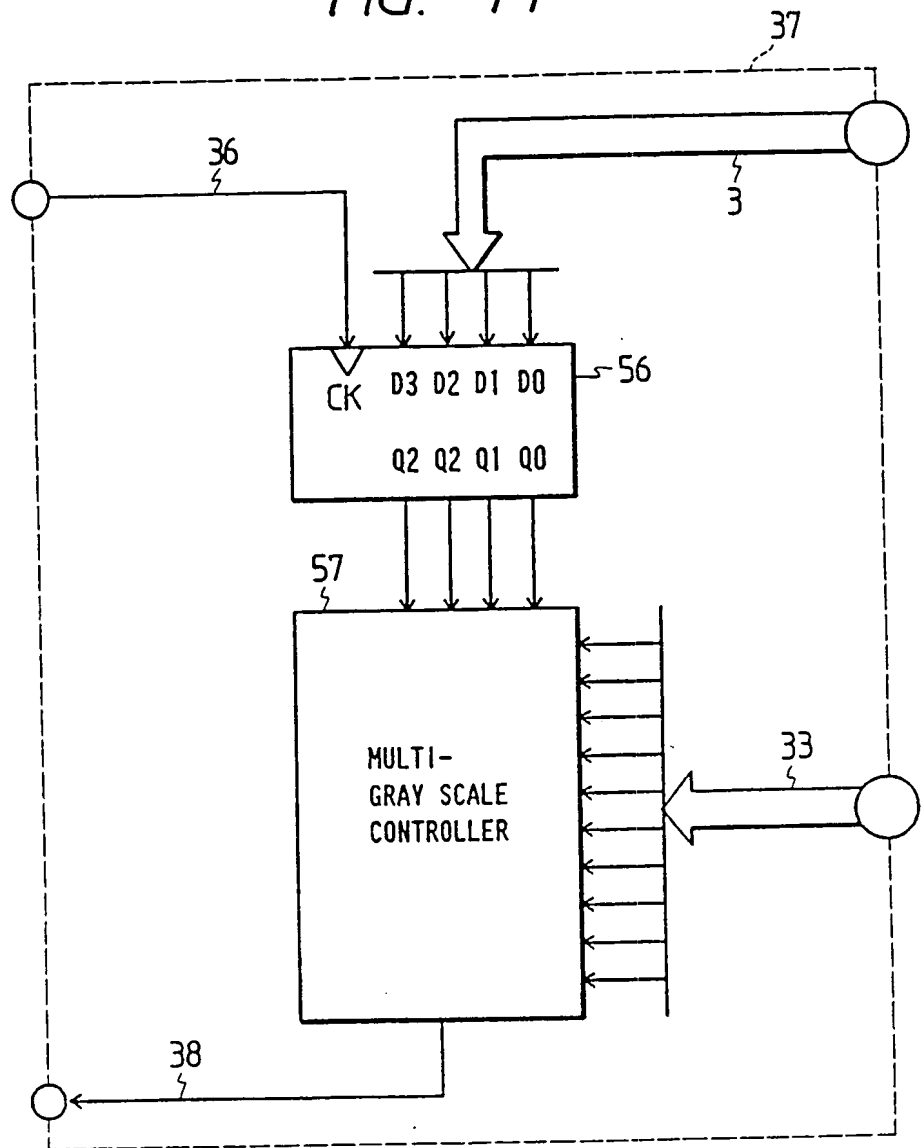 37
36
3
CK D3 D2 D1 D0
56
Q2 Q2 Q1 Q0
57
MULTI-
GRAY SCALE
CONTROLLER
33
38